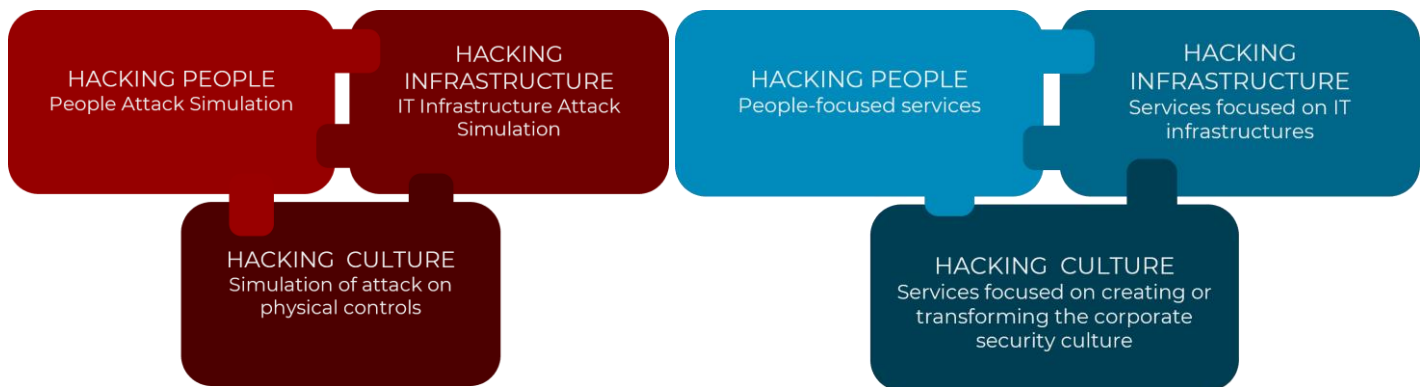 HACKING PEOPLE
People Attack Simulation
HACKING
INFRASTRUCTURE
IT Infrastructure Attack
Simulation
HACKING CULTURE
Simulation of attack on
physical controls
HACKING PEOPLE
People-focused services
HACKING
INFRASTRUCTURE
Services focused on IT
infrastructures
HACKING CULTURE
Services focused on creating or
transforming the corporate
security culture